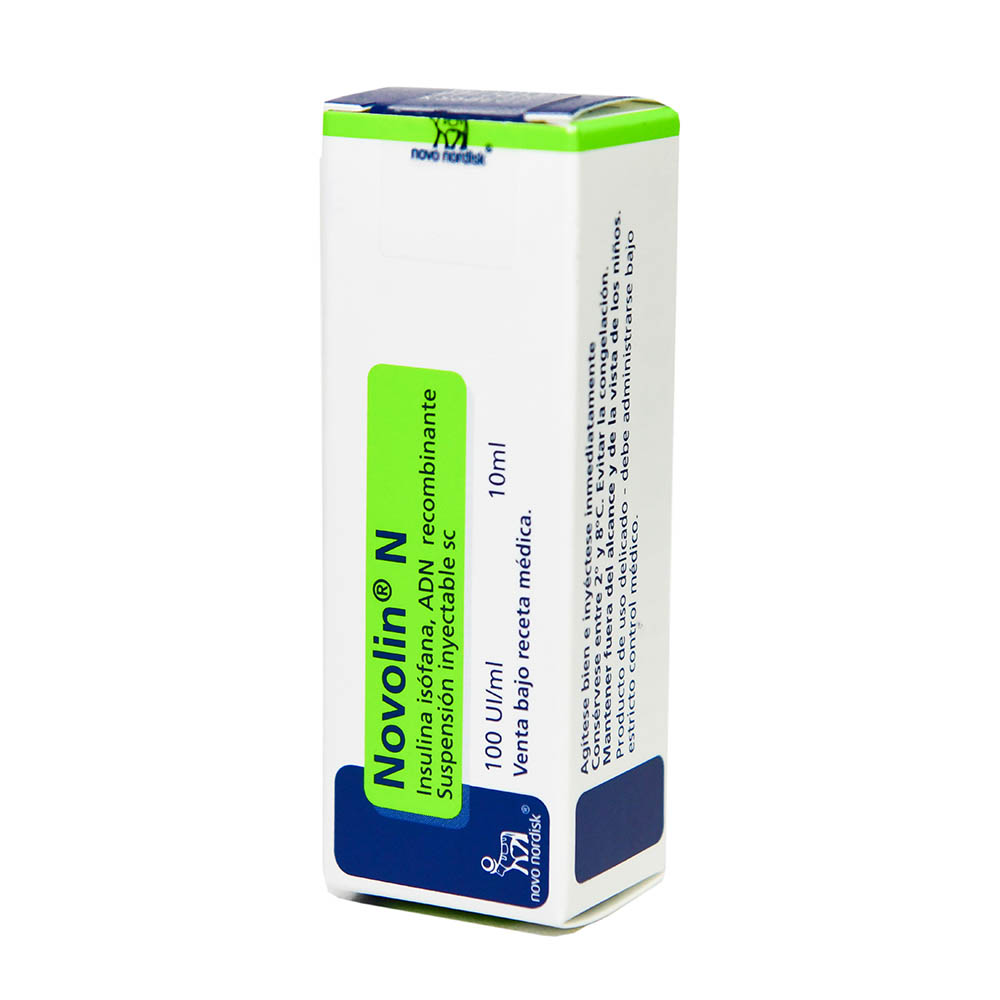 novo nordisk®
Novolin® N
Insulina isófana, ADN recombinante
Suspensión inyectable sc
100 UI/ml 10ml
Venta bajo receta médica.
novo nordisk®
Agítese bien e inyéctese inmediatamente
Consérvese entre 2° y 8°C. Evitar la congelación.
Mantener fuera del alcance y de la vista de los niños.
Producto de uso delicado - debe administrarse bajo
estricto control médico.